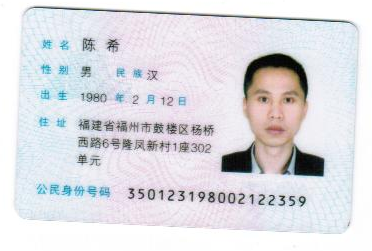 姓名 陈希
性别 男 民族 汉
出生 1980 年 2 月 12 日
住址 福建省福州市鼓楼区杨桥
西路6号隆凤新村1座302
单元
公民身份号码 350123198002122359